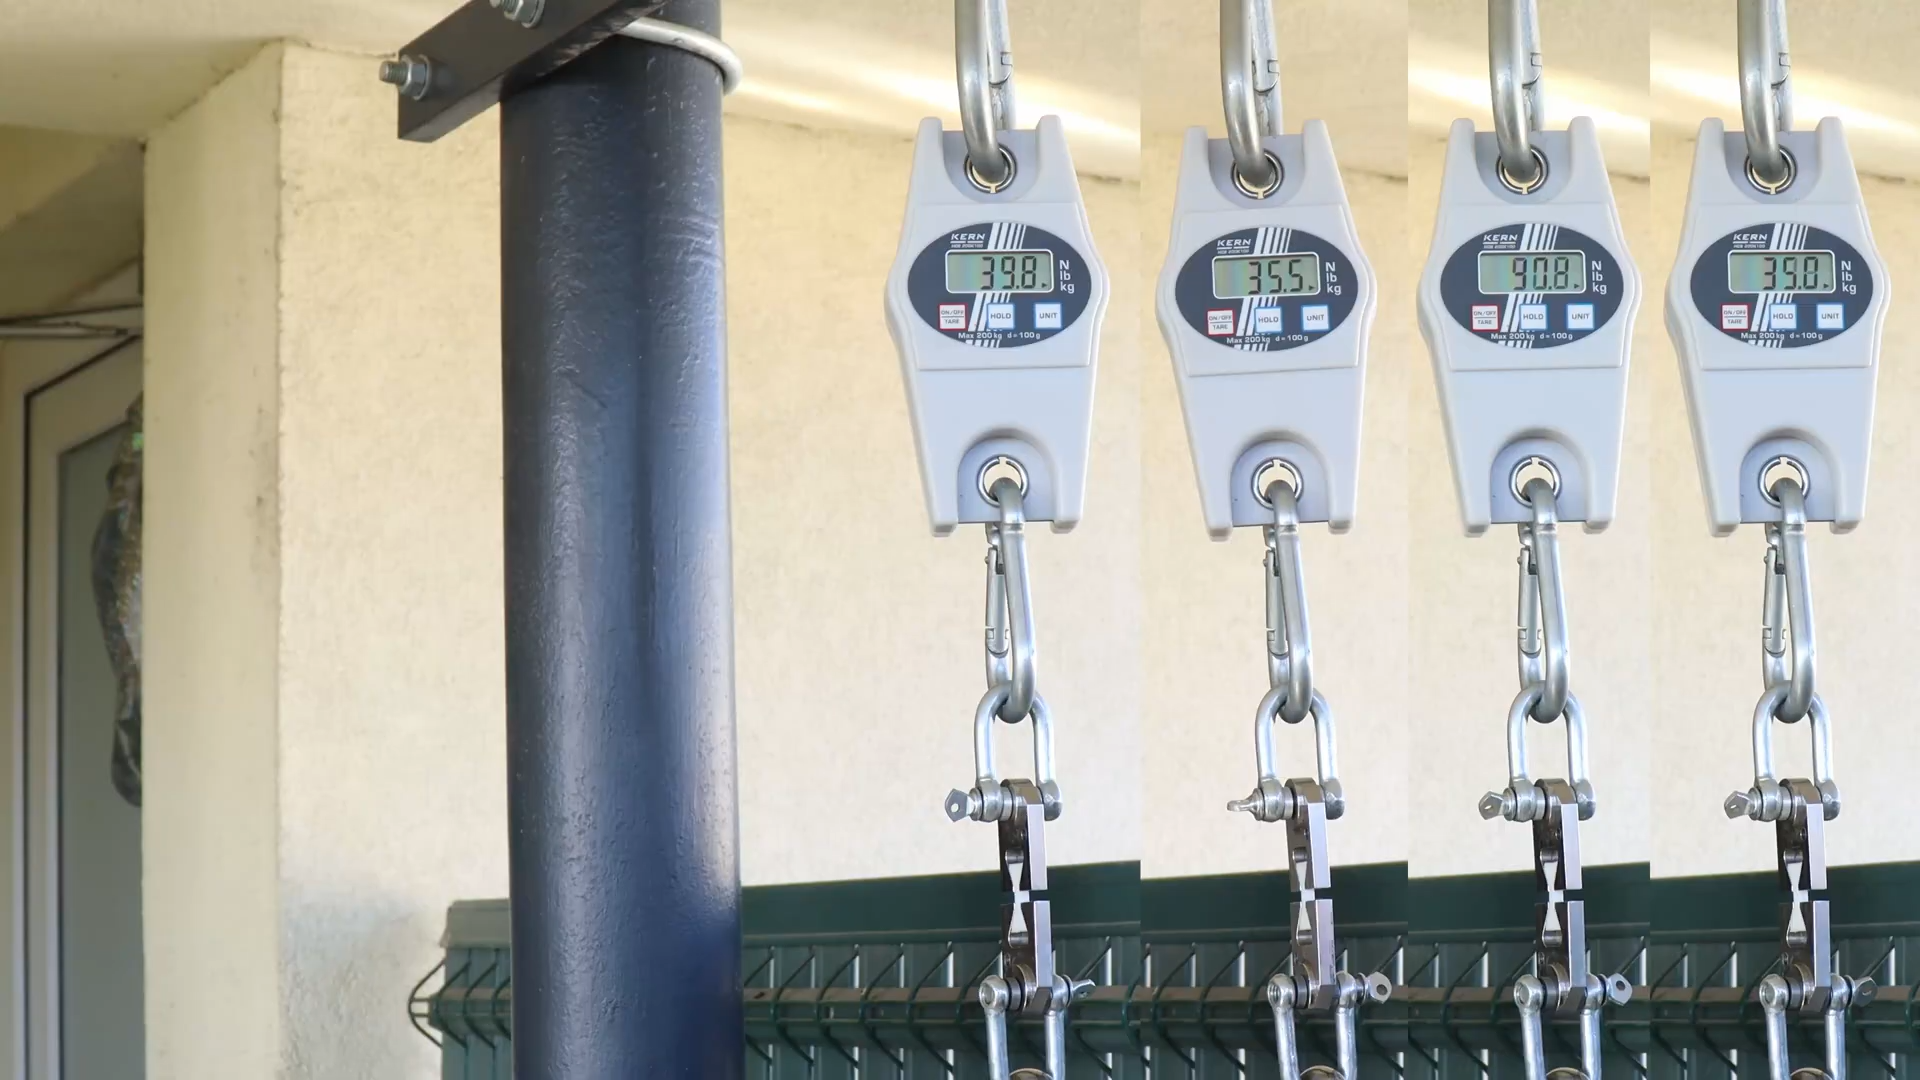 KERN
39.8
N
lb
kg
ON/OFF
TARE
HOLD
UNIT
Max 200 kg d = 100 g
KERN
35.5
N
lb
kg
ON/OFF
TARE
HOLD
UNIT
Max 200 kg d = 100 g
KERN
90.8
N
lb
kg
ON/OFF
TARE
HOLD
UNIT
Max 200 kg d = 100 g
KERN
39.0
N
lb
kg
ON/OFF
TARE
HOLD
UNIT
Max 200 kg d = 100 g